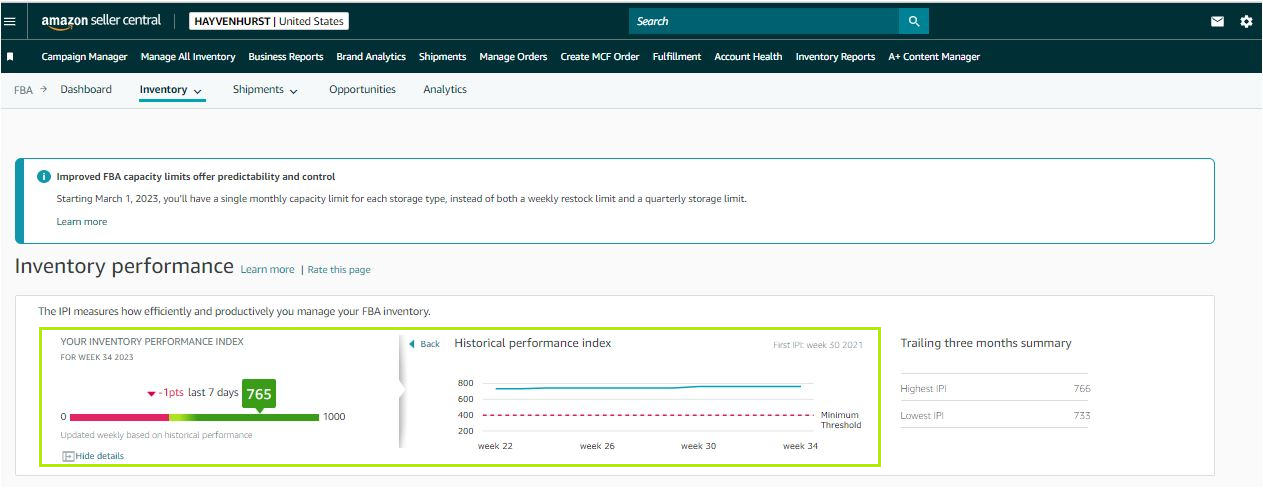 amazon seller central
HAYVENHURST | United States
Search
Campaign Manager Manage All Inventory Business Reports Brand Analytics Shipments Manage Orders Create MCF Order Fulfillment Account Health Inventory Reports A+ Content Manager
FBA → Dashboard Inventory Shipments Opportunities Analytics
Improved FBA capacity limits offer predictability and control
Starting March 1, 2023, you'll have a single monthly capacity limit for each storage type, instead of both a weekly restock limit and a quarterly storage limit.
Learn more
Inventory performance Learn more | Rate this page
The IPI measures how efficiently and productively you manage your FBA inventory.
YOUR INVENTORY PERFORMANCE INDEX
FOR WEEK 34 2023
-1pts last 7 days 765
0 1000
Updated weekly based on historical performance
Hide details
Back
Historical performance index
First IPI: week 30 2021
800
600
400
200
Minimum
Threshold
week 22 week 26 week 30 week 34
Trailing three months summary
Highest IPI 766
Lowest IPI 733